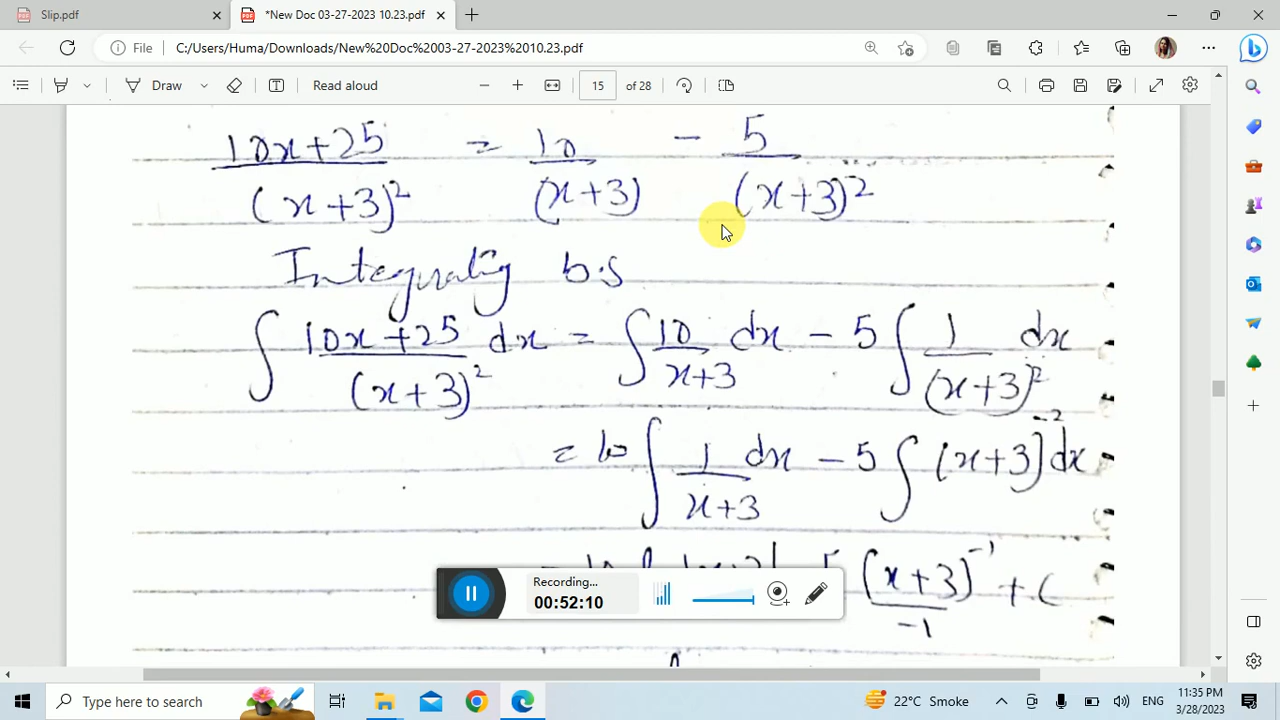 Slip.pdf
*New Doc 03-27-2023 10.23.pdf
File C:/Users/Huma/Downloads/New%20Doc%2003-27-2023%2010.23.pdf
Draw Read aloud 15 of 28
10x+25/(x+3)² = 10/(x+3) - 5/(x+3)²
Integrating b.s
∫ 10x+25/(x+3)² dx = ∫ 10/x+3 dx - 5 ∫ 1/(x+3)² dx
= 10 ∫ 1/x+3 dx - 5 ∫ (x+3)⁻² dx
(x+3)⁻¹/-1 + C
Recording...
00:52:10
Type here to search
22°C Smoke
ENG
11:35 PM
3/28/2023